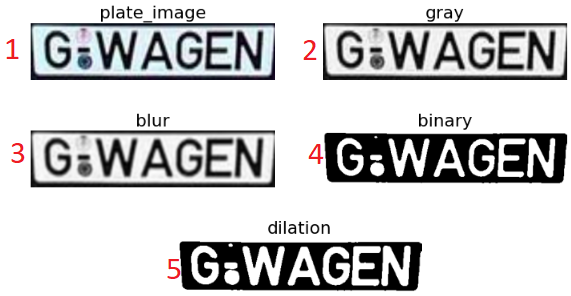 plate_image
1 G WAGEN
gray
2 G WAGEN
blur
3 G WAGEN
binary
4 G WAGEN
dilation
5 G WAGEN